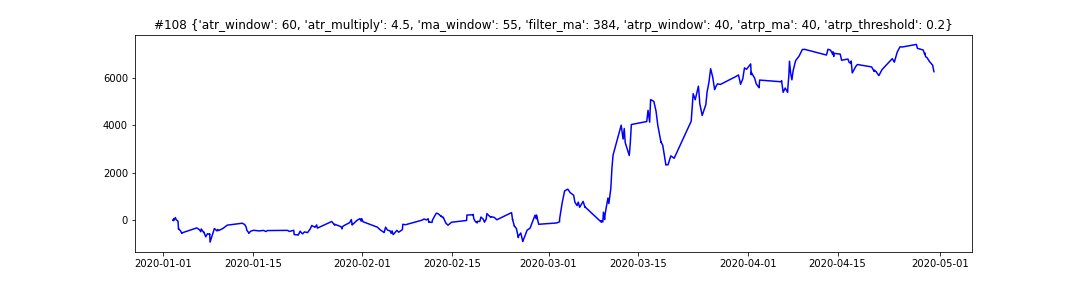 #108 {'atr_window': 60, 'atr_multiply': 4.5, 'ma_window': 55, 'filter_ma': 384, 'atrp_window': 40, 'atrp_ma': 40, 'atrp_threshold': 0.2}
6000
4000
2000
0
2020-01-01 2020-01-15 2020-02-01 2020-02-15 2020-03-01 2020-03-15 2020-04-01 2020-04-15 2020-05-01